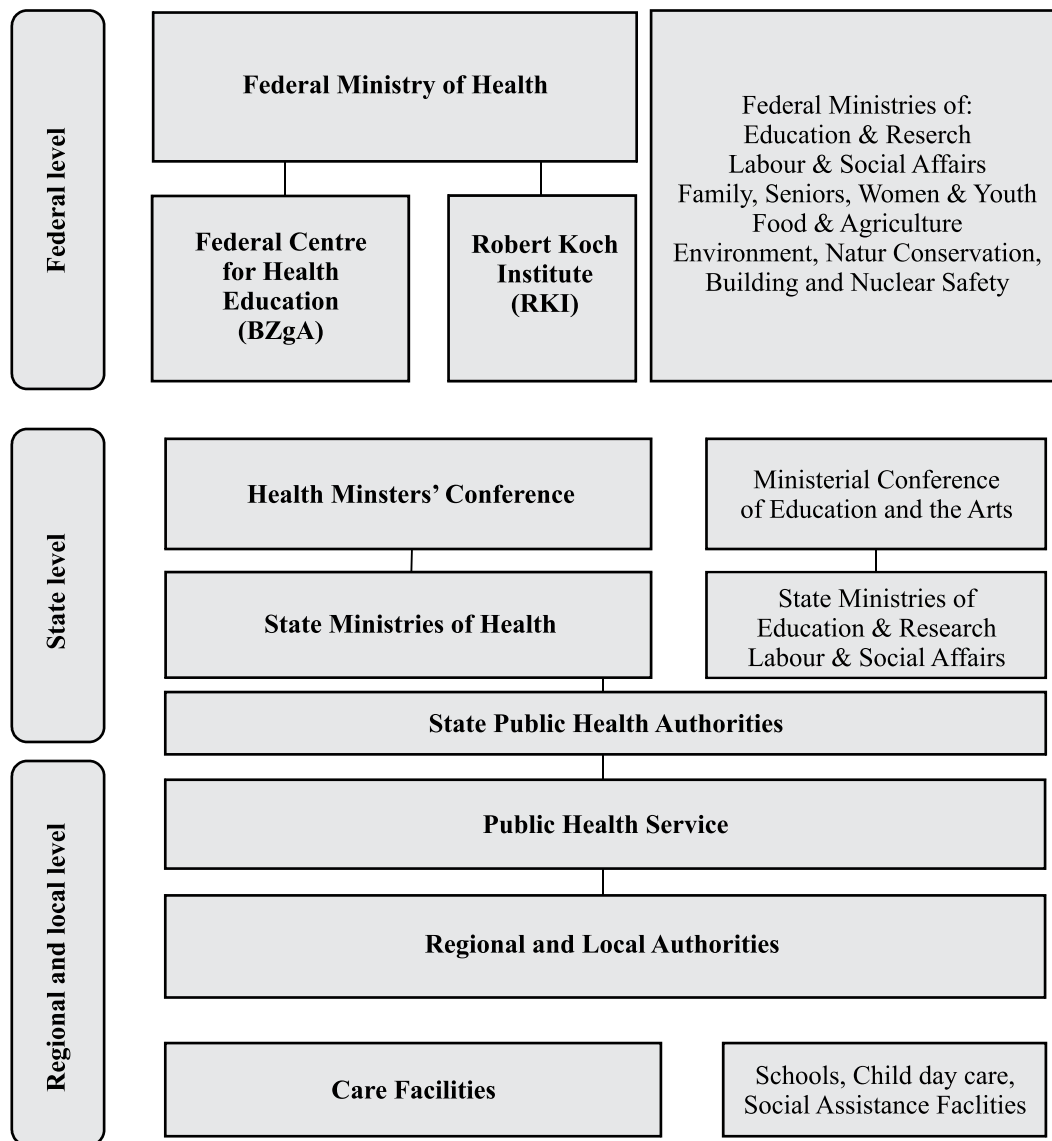 Federal level
Federal Ministry of Health
Federal Centre
for Health
Education
(BZgA)
Robert Koch
Institute
(RKI)
Federal Ministries of:
Education & Reserch
Labour & Social Affairs
Family, Seniors, Women & Youth
Food & Agriculture
Environment, Natur Conservation,
Building and Nuclear Safety
State level
Health Minsters’ Conference
Ministerial Conference
of Education and the Arts
State Ministries of Health
State Ministries of
Education & Research
Labour & Social Affairs
State Public Health Authorities
Regional and local level
Public Health Service
Regional and Local Authorities
Care Facilities
Schools, Child day care,
Social Assistance Faclities